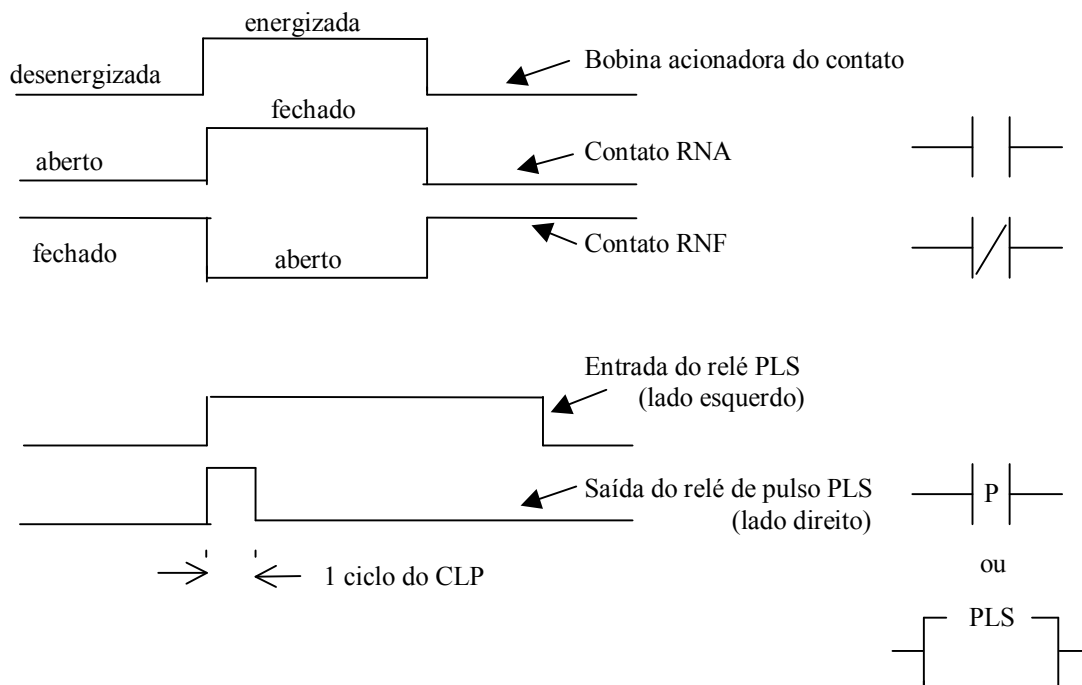 energizada
desenergizada
Bobina acionadora do contato
fechado
aberto
Contato RNA
fechado
aberto
Contato RNF
Entrada do relé PLS
(lado esquerdo)
Saída do relé de pulso PLS
(lado direito)
P
1 ciclo do CLP
ou
PLS